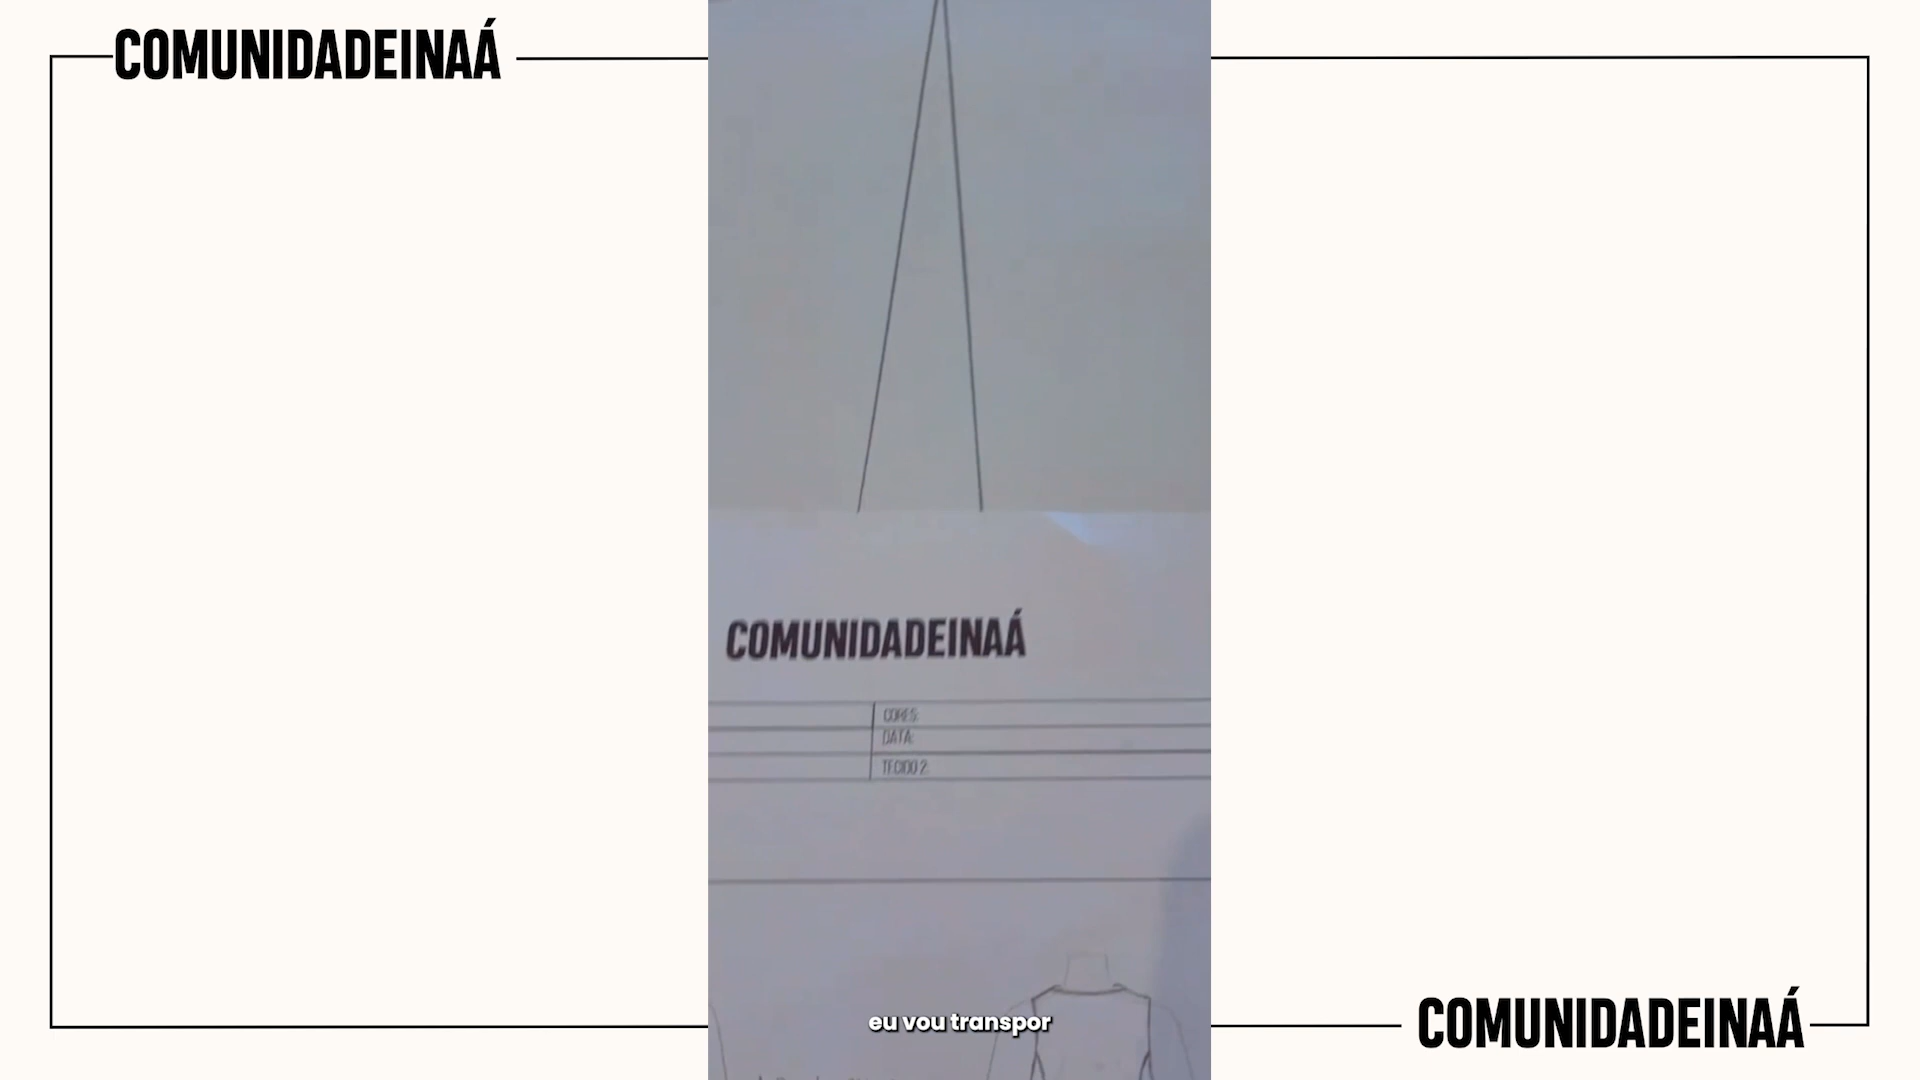 COMUNIDADEINAÁ
COMUNIDADEINAÁ
CORES:
DATA:
TECIDO 2:
eu vou transpor
COMUNIDADEINAÁ